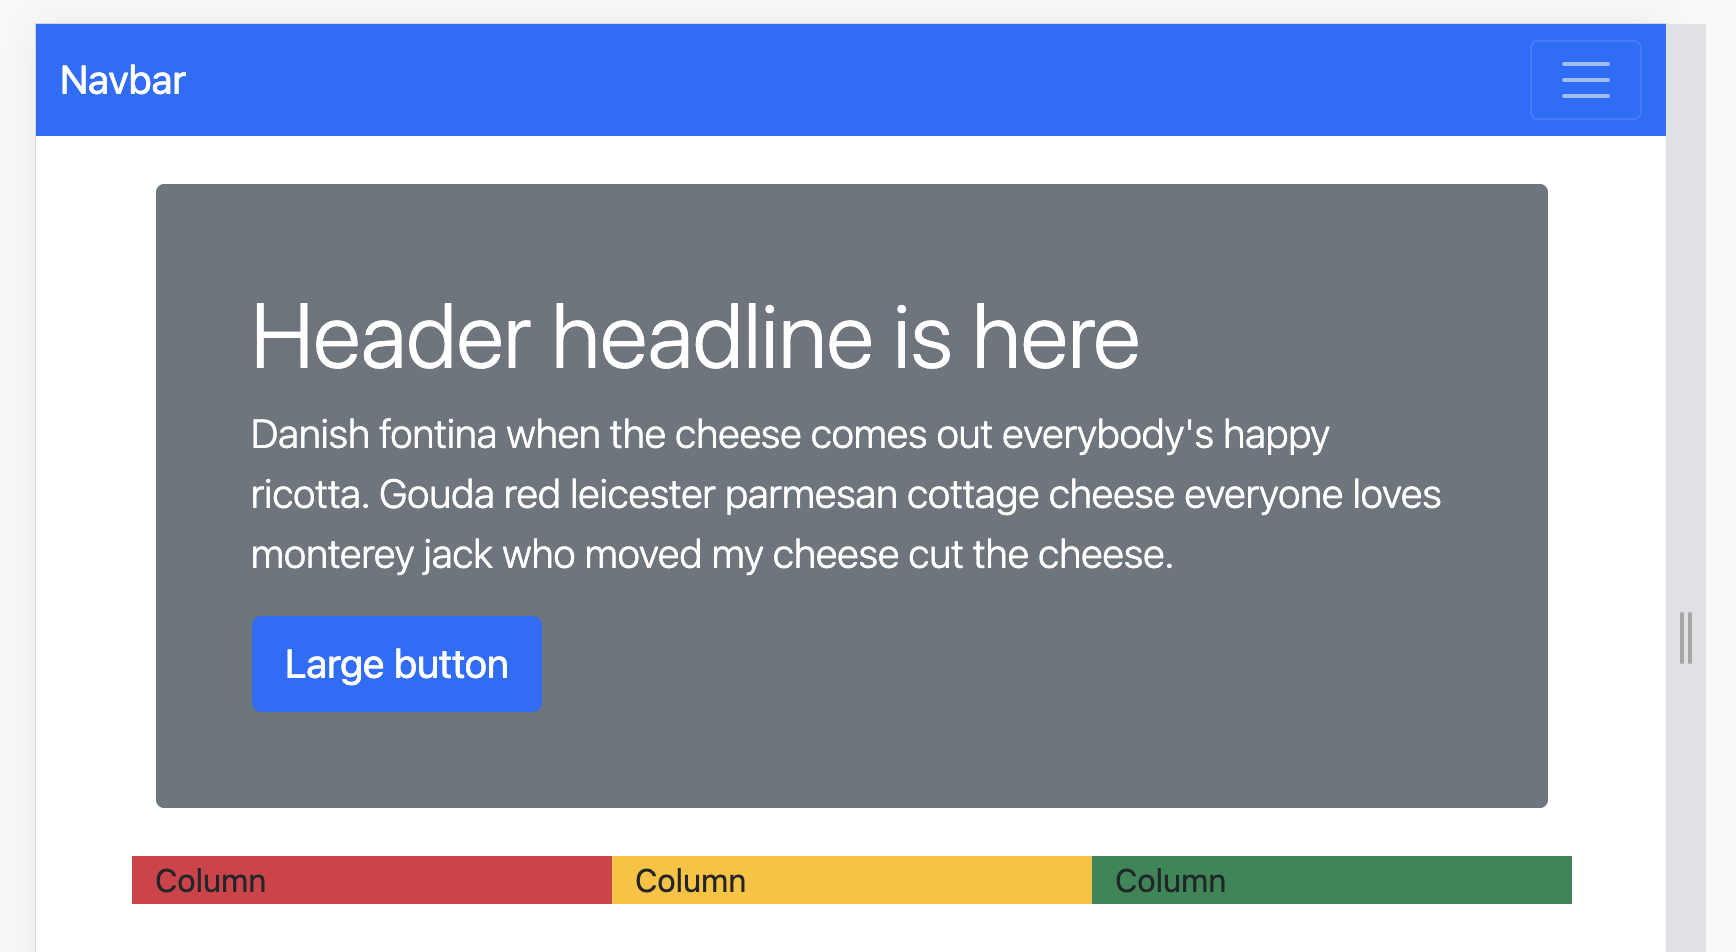 Navbar
Header headline is here
Danish fontina when the cheese comes out everybody's happy
ricotta. Gouda red leicester parmesan cottage cheese everyone loves
monterey jack who moved my cheese cut the cheese.
Large button
Column Column Column